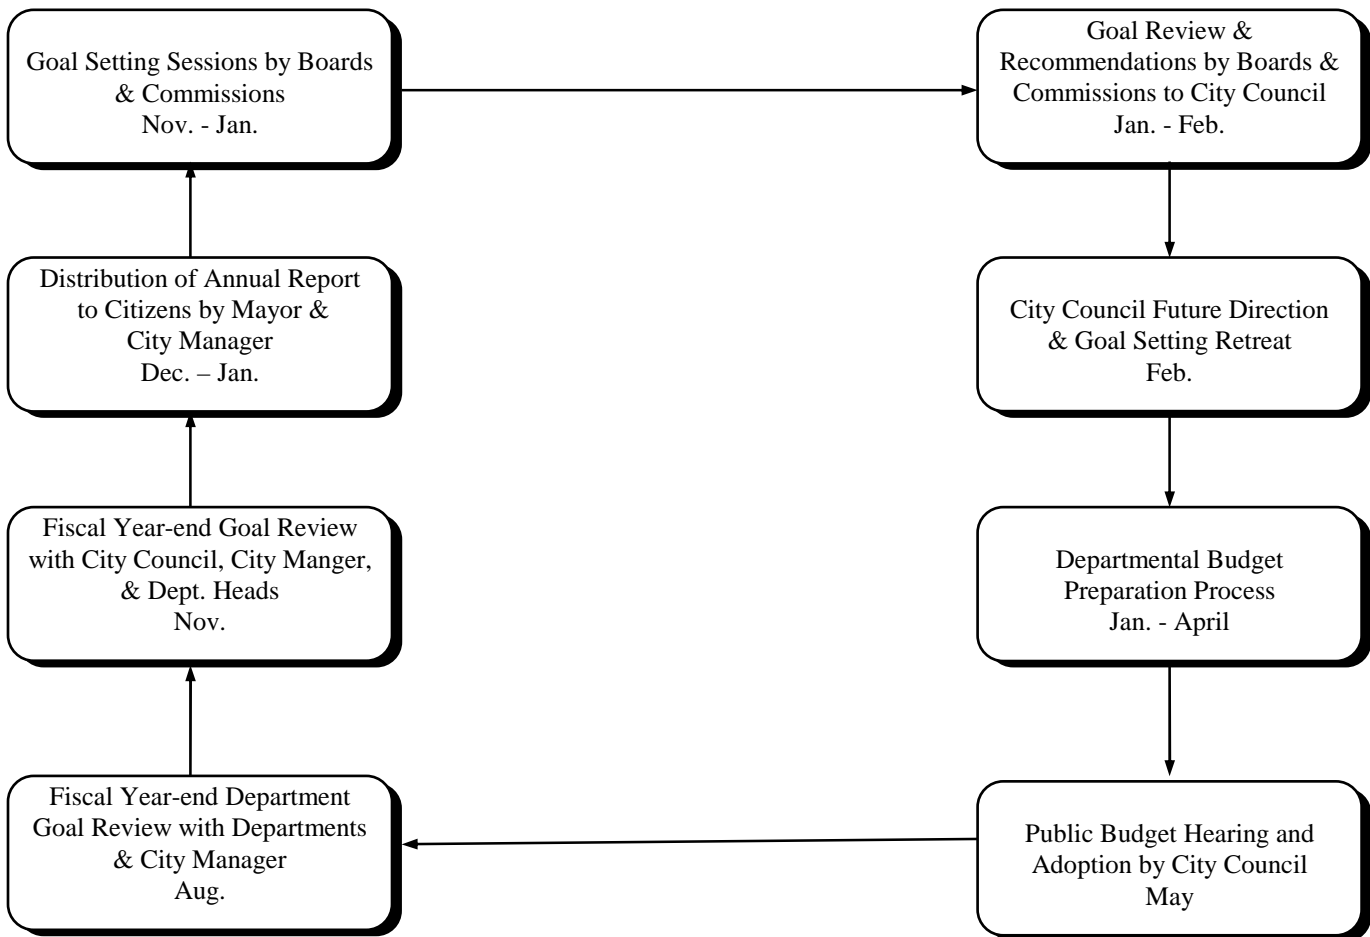 Goal Setting Sessions by Boards
& Commissions
Nov. - Jan.
Goal Review &
Recommendations by Boards &
Commissions to City Council
Jan. - Feb.
Distribution of Annual Report
to Citizens by Mayor &
City Manager
Dec. – Jan.
City Council Future Direction
& Goal Setting Retreat
Feb.
Fiscal Year-end Goal Review
with City Council, City Manger,
& Dept. Heads
Nov.
Departmental Budget
Preparation Process
Jan. - April
Fiscal Year-end Department
Goal Review with Departments
& City Manager
Aug.
Public Budget Hearing and
Adoption by City Council
May